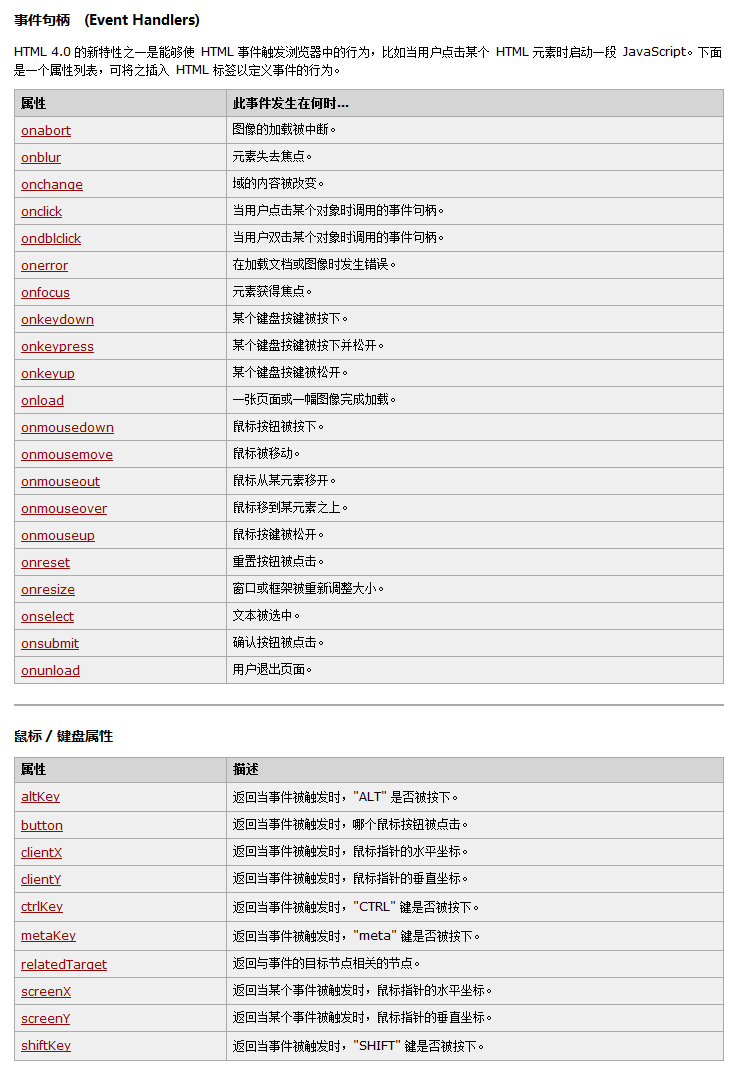 事件句柄 (Event Handlers)
HTML 4.0 的新特性之一是能够使 HTML 事件触发浏览器中的行为，比如当用户点击某个 HTML 元素时启动一段 JavaScript。下面
是一个属性列表，可将之插入 HTML 标签以定义事件的行为。
属性 此事件发生在何时...
onabort 图像的加载被中断。
onblur 元素失去焦点。
onchange 域的内容被改变。
onclick 当用户点击某个对象时调用的事件句柄。
ondblclick 当用户双击某个对象时调用的事件句柄。
onerror 在加载文档或图像时发生错误。
onfocus 元素获得焦点。
onkeydown 某个键盘按键被按下。
onkeypress 某个键盘按键被按下并松开。
onkeyup 某个键盘按键被松开。
onload 一张页面或一幅图像完成加载。
onmousedown 鼠标按钮被按下。
onmousemove 鼠标被移动。
onmouseout 鼠标从某元素移开。
onmouseover 鼠标移到某元素之上。
onmouseup 鼠标按键被松开。
onreset 重置按钮被点击。
onresize 窗口或框架被重新调整大小。
onselect 文本被选中。
onsubmit 确认按钮被点击。
onunload 用户退出页面。
鼠标 / 键盘属性
属性 描述
altKey 返回当事件被触发时，"ALT" 是否被按下。
button 返回当事件被触发时，哪个鼠标按钮被点击。
clientX 返回当事件被触发时，鼠标指针的水平坐标。
clientY 返回当事件被触发时，鼠标指针的垂直坐标。
ctrlKey 返回当事件被触发时，"CTRL" 键是否被按下。
metaKey 返回当事件被触发时，"meta" 键是否被按下。
relatedTarget 返回与事件的目标节点相关的节点。
screenX 返回当某个事件被触发时，鼠标指针的水平坐标。
screenY 返回当某个事件被触发时，鼠标指针的垂直坐标。
shiftKey 返回当事件被触发时，"SHIFT" 键是否被按下。